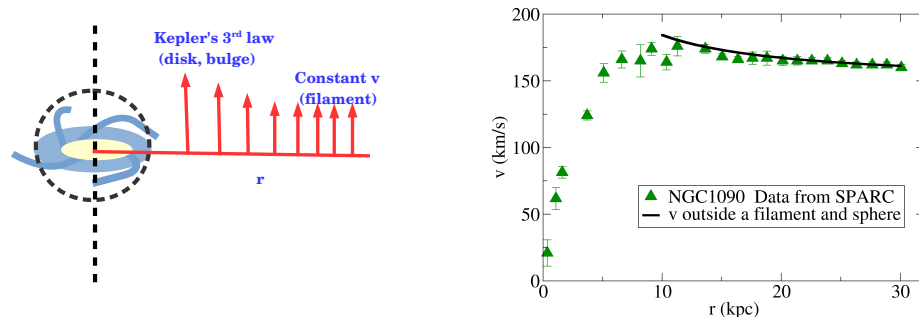 Kepler's 3rd law
(disk, bulge)
Constant v
(filament)
r
200
150
100
50
0
v (km/s)
NGC1090 Data from SPARC
v outside a filament and sphere
0
10
20
30
r (kpc)